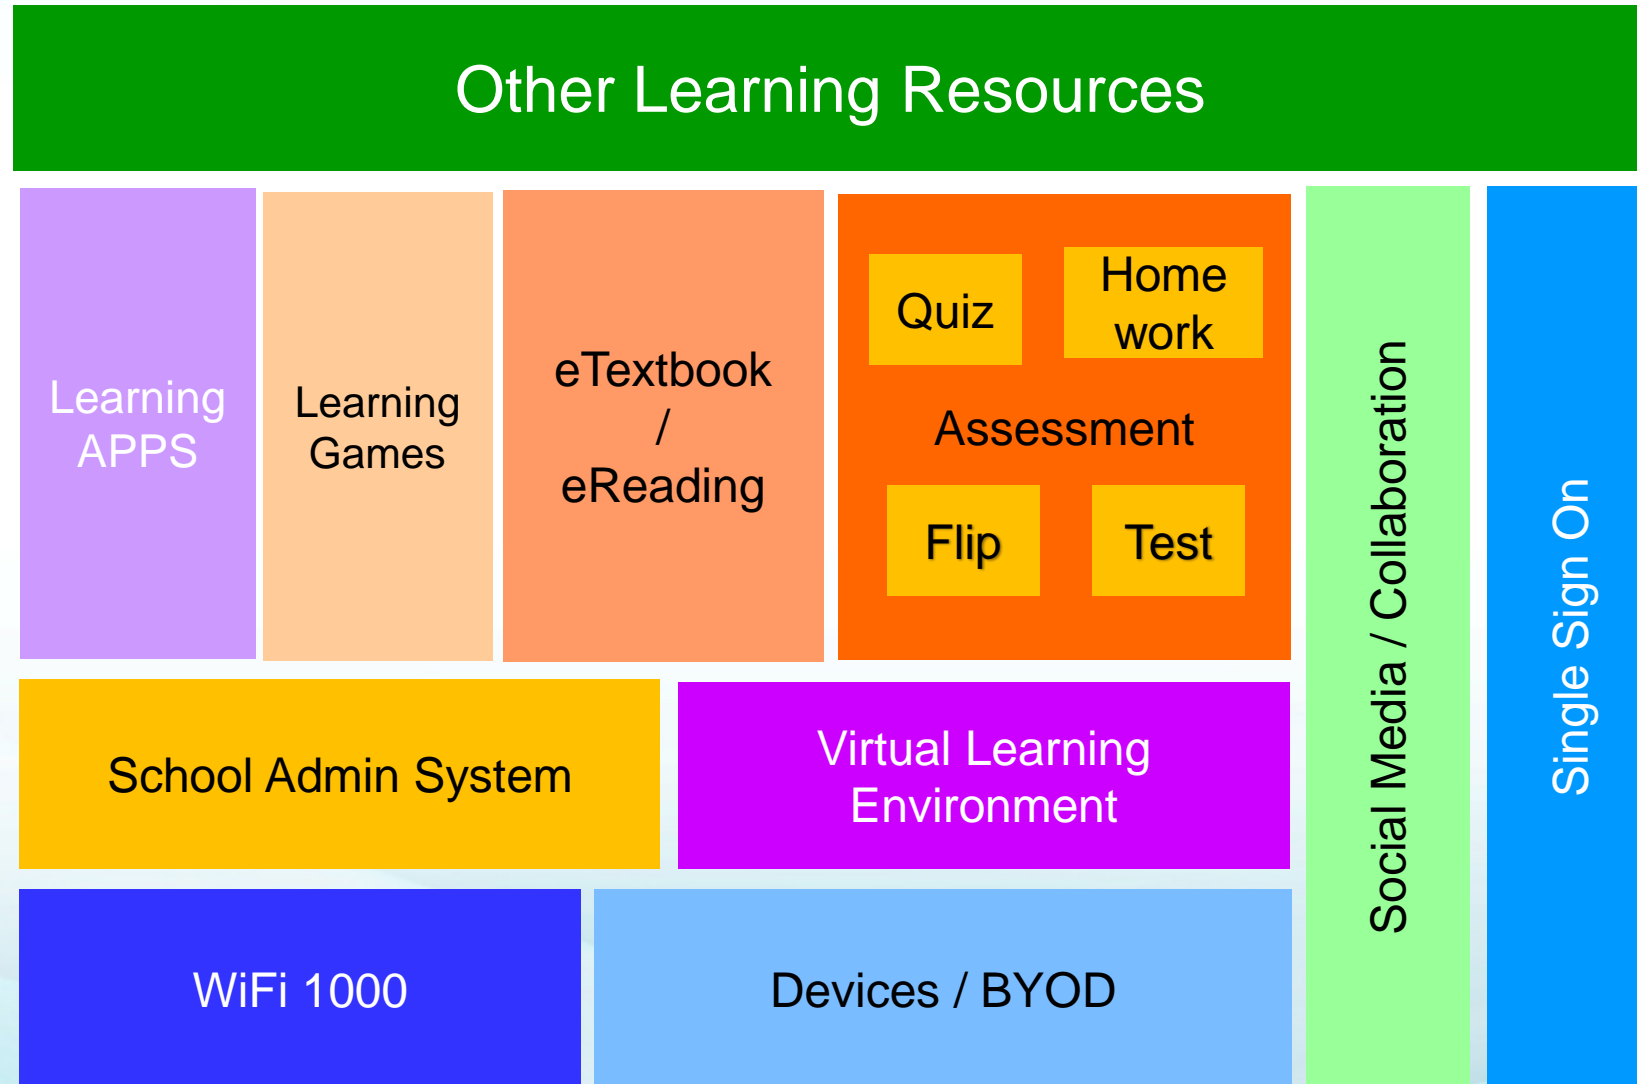 Other Learning Resources
Learning
APPS
Learning
Games
eTextbook
/
eReading
Quiz
Home
work
Assessment
Flip
Test
Social Media / Collaboration
Single Sign On
School Admin System
Virtual Learning
Environment
WiFi 1000
Devices / BYOD